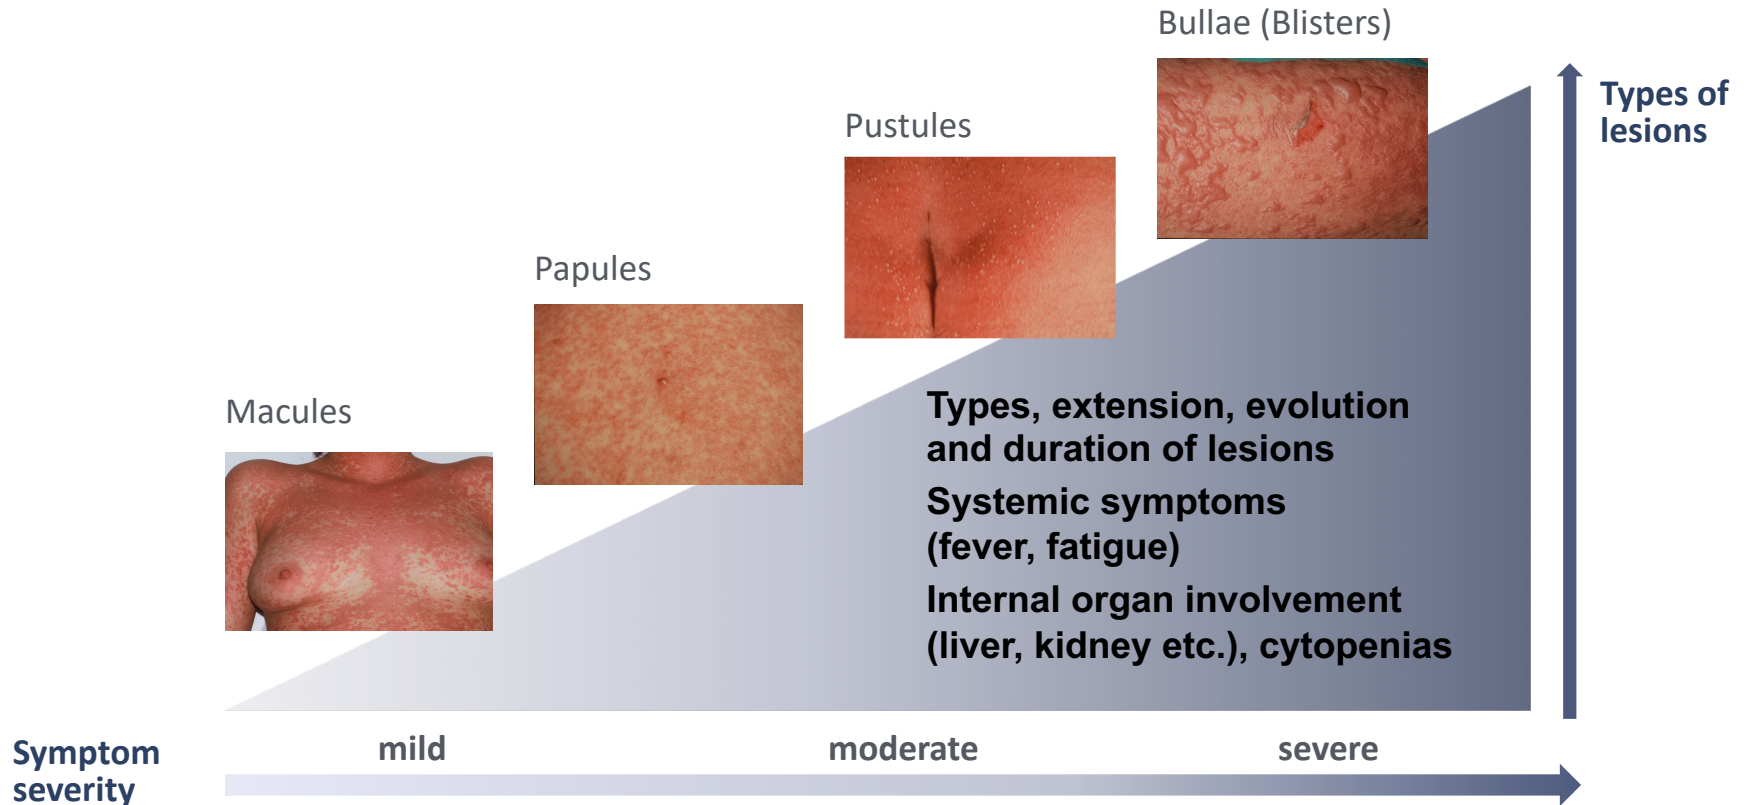 Bullae (Blisters)
Types of
lesions
Pustules
Papules
Macules
Types, extension, evolution
and duration of lesions
Systemic symptoms
(fever, fatigue)
Internal organ involvement
(liver, kidney etc.), cytopenias
Symptom
severity
mild
moderate
severe